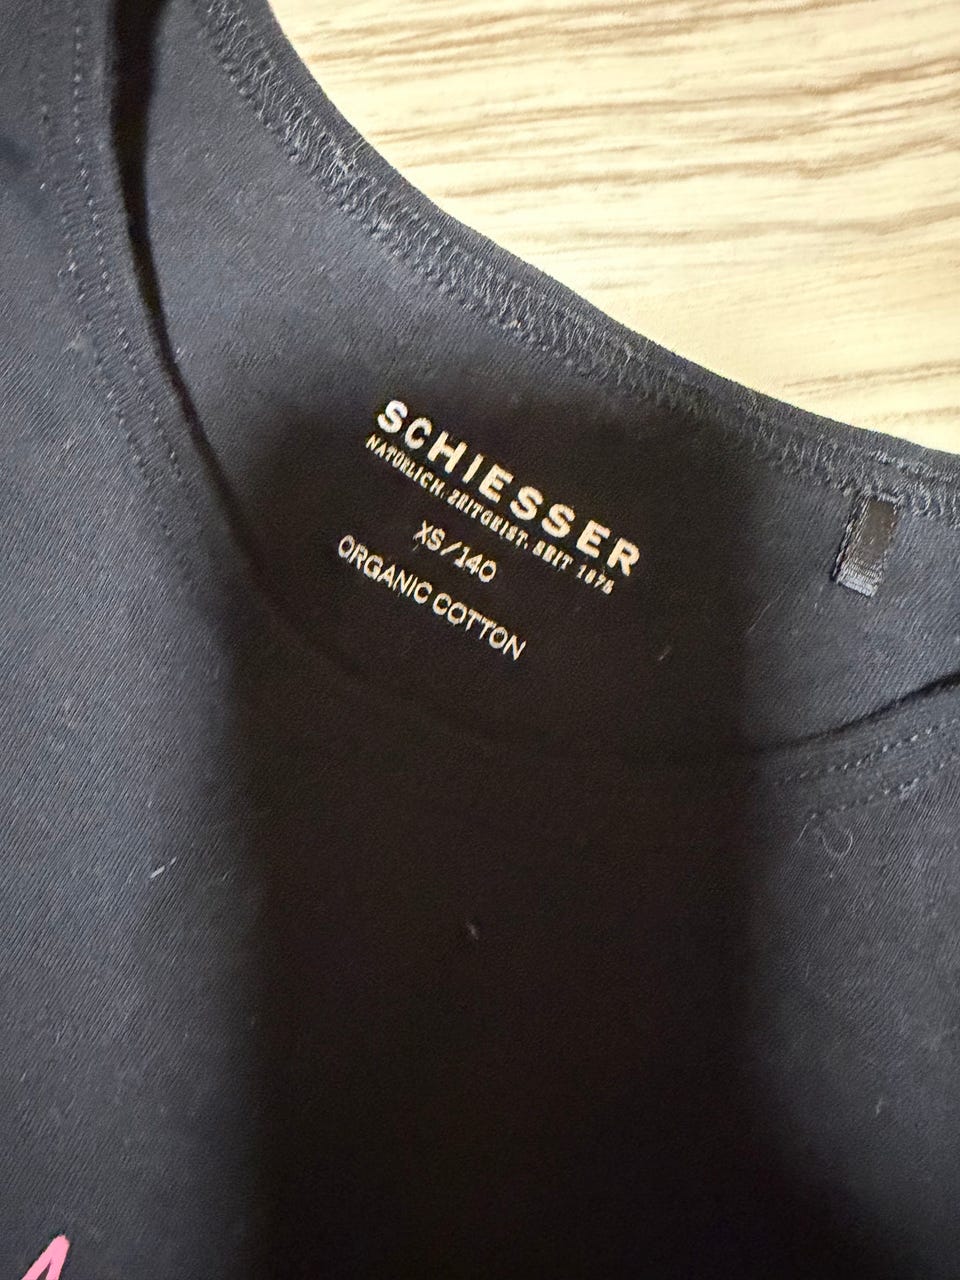 SCHIESSER
NATÜRLICH. ZEITGEIST. SEIT 1875
XS/140
ORGANIC COTTON